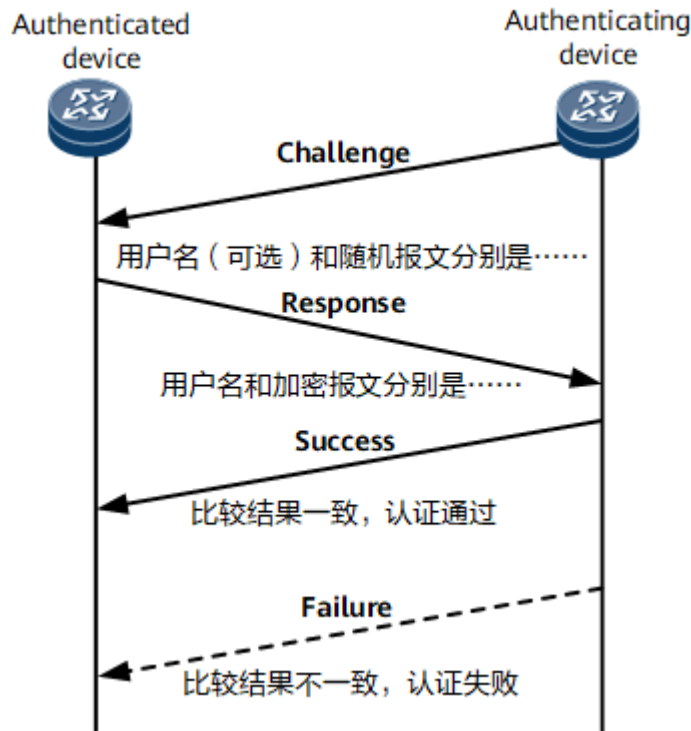 Authenticated
device
Authenticating
device
Challenge
用户名（可选）和随机报文分别是……
Response
用户名和加密报文分别是……
Success
比较结果一致，认证通过
Failure
比较结果不一致，认证失败